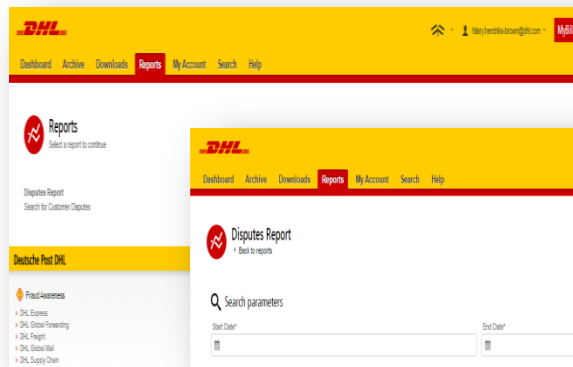 DHL
hilary.hendriks-brown@dhl.com
MyBill
Dashboard Archive Downloads Reports My Account Search Help
Reports
Select a report to continue
Disputes Report
Search for Customer Disputes
Deutsche Post DHL
Fraud Awareness
» DHL Express
» DHL Global Forwarding
» DHL Freight
» DHL Global Mail
» DHL Supply Chain
DHL
Dashboard Archive Downloads Reports My Account Search Help
Disputes Report
Back to reports
Search parameters
Start Date*
End Date*